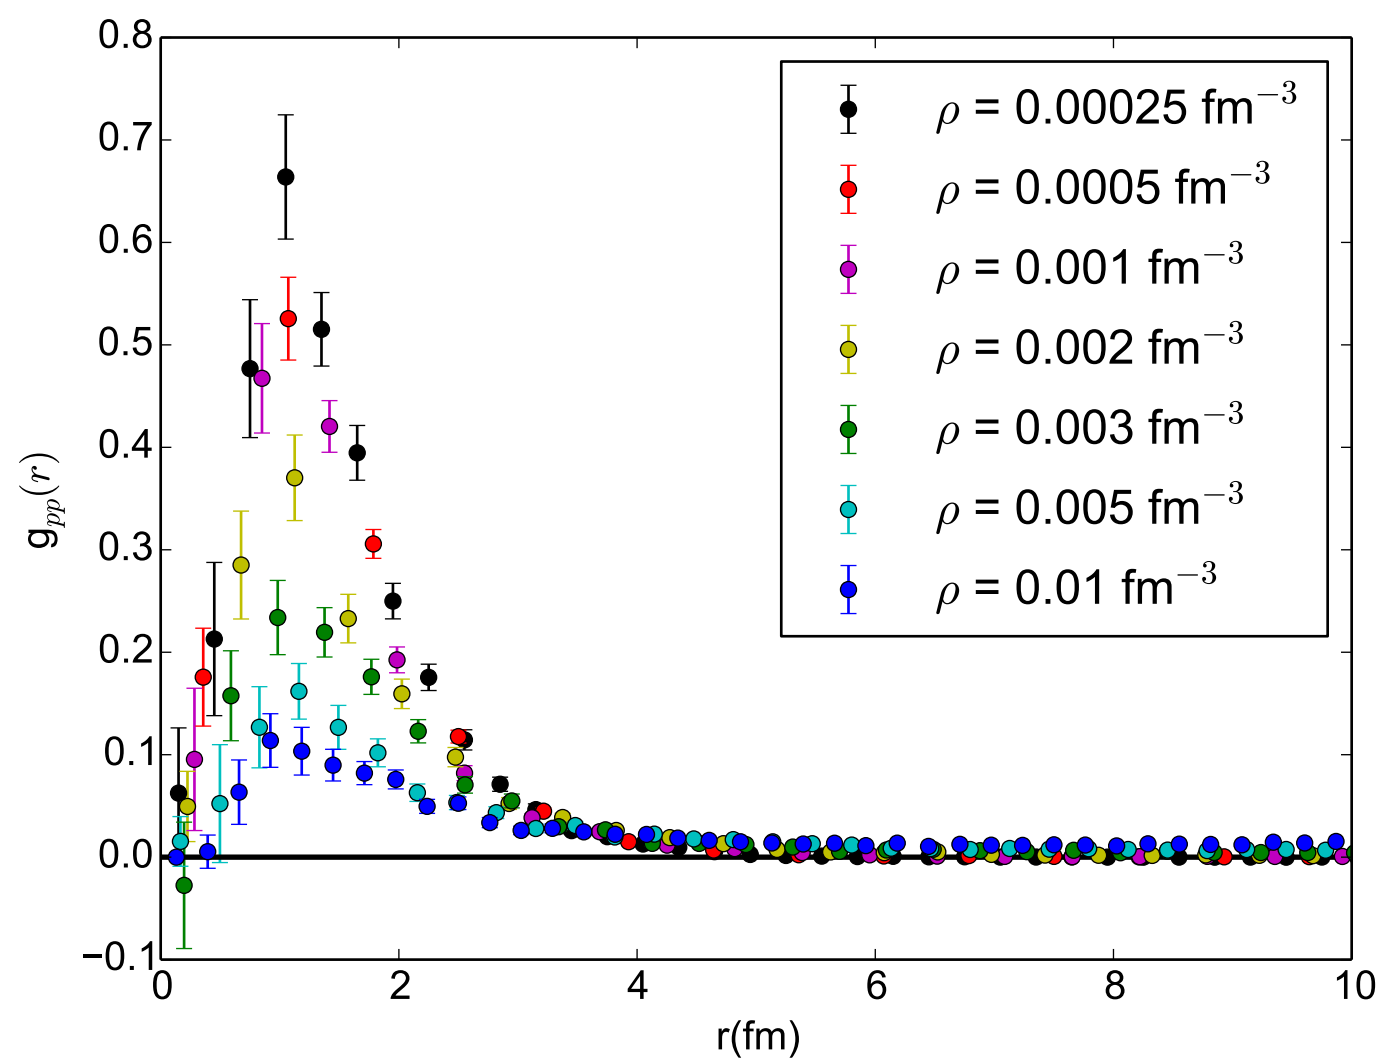 0.8
0.7
0.6
0.5
0.4
0.3
0.2
0.1
0.0
−0.1
g_{pp}(r)
0 2 4 6 8 10
r(fm)
ρ = 0.00025 fm⁻³
ρ = 0.0005 fm⁻³
ρ = 0.001 fm⁻³
ρ = 0.002 fm⁻³
ρ = 0.003 fm⁻³
ρ = 0.005 fm⁻³
ρ = 0.01 fm⁻³